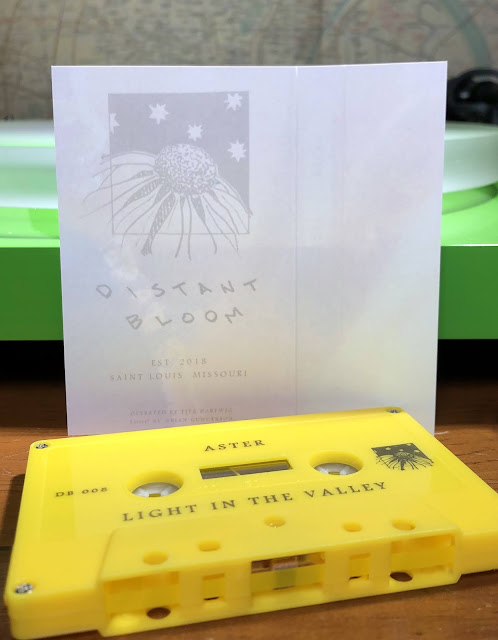 DISTANT
BLOOM
EST. 2018
SAINT LOUIS, MISSOURI
ASTER
DB 008
LIGHT IN THE VALLEY